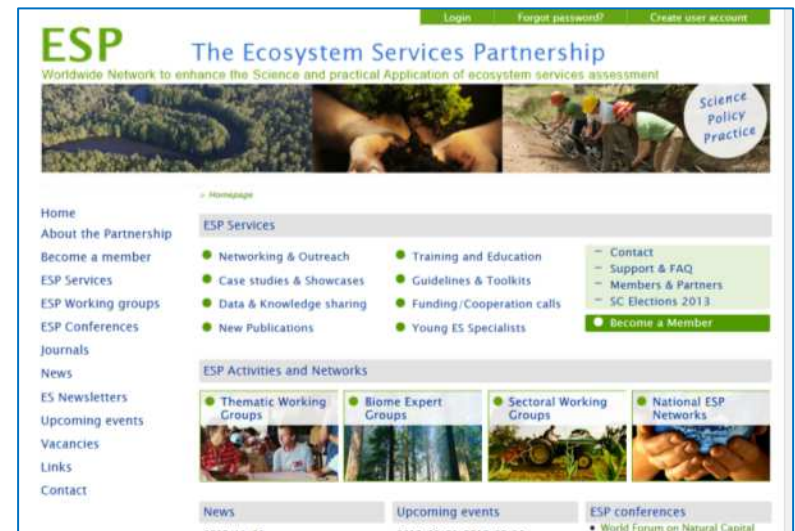 Login Forgot password? Create user account
ESP
The Ecosystem Services Partnership
Worldwide Network to enhance the Science and practical Application of ecosystem services assessment
Science
Policy
Practice
» Homepage
Home
About the Partnership
Become a member
ESP Services
ESP Working groups
ESP Conferences
Journals
News
ES Newsletters
Upcoming events
Vacancies
Links
Contact
ESP Services
Networking & Outreach
Case studies & Showcases
Data & Knowledge sharing
New Publications
Training and Education
Guidelines & Toolkits
Funding/Cooperation calls
Young ES Specialists
– Contact
– Support & FAQ
– Members & Partners
– SC Elections 2013
Become a Member
ESP Activities and Networks
Thematic Working
Groups
Biome Expert
Groups
Sectoral Working
Groups
National ESP
Networks
News
Upcoming events
ESP conferences
• World Forum on Natural Capital